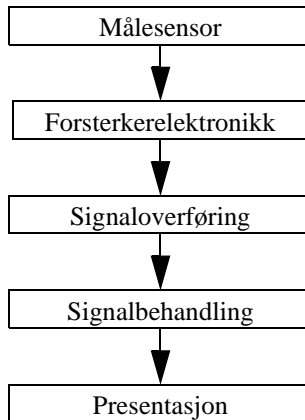 Målesensor
Forsterkerelektronikk
Signaloverføring
Signalbehandling
Presentasjon